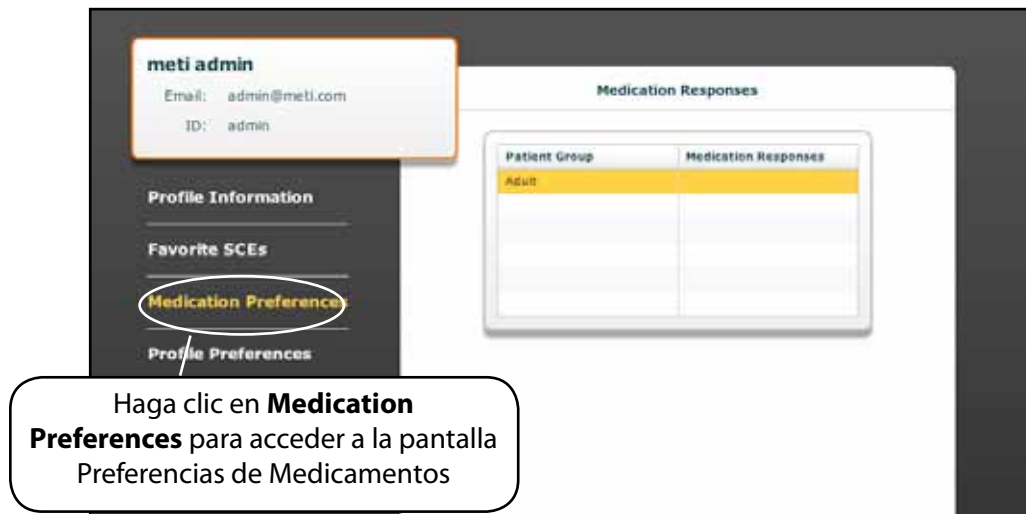 meti admin
Email: admin@meti.com
ID: admin
Medication Responses
Patient Group Medication Responses
Adult
Profile Information
Favorite SCEs
Medication Preferences
Profile Preferences
Haga clic en Medication
Preferences para acceder a la pantalla
Preferencias de Medicamentos